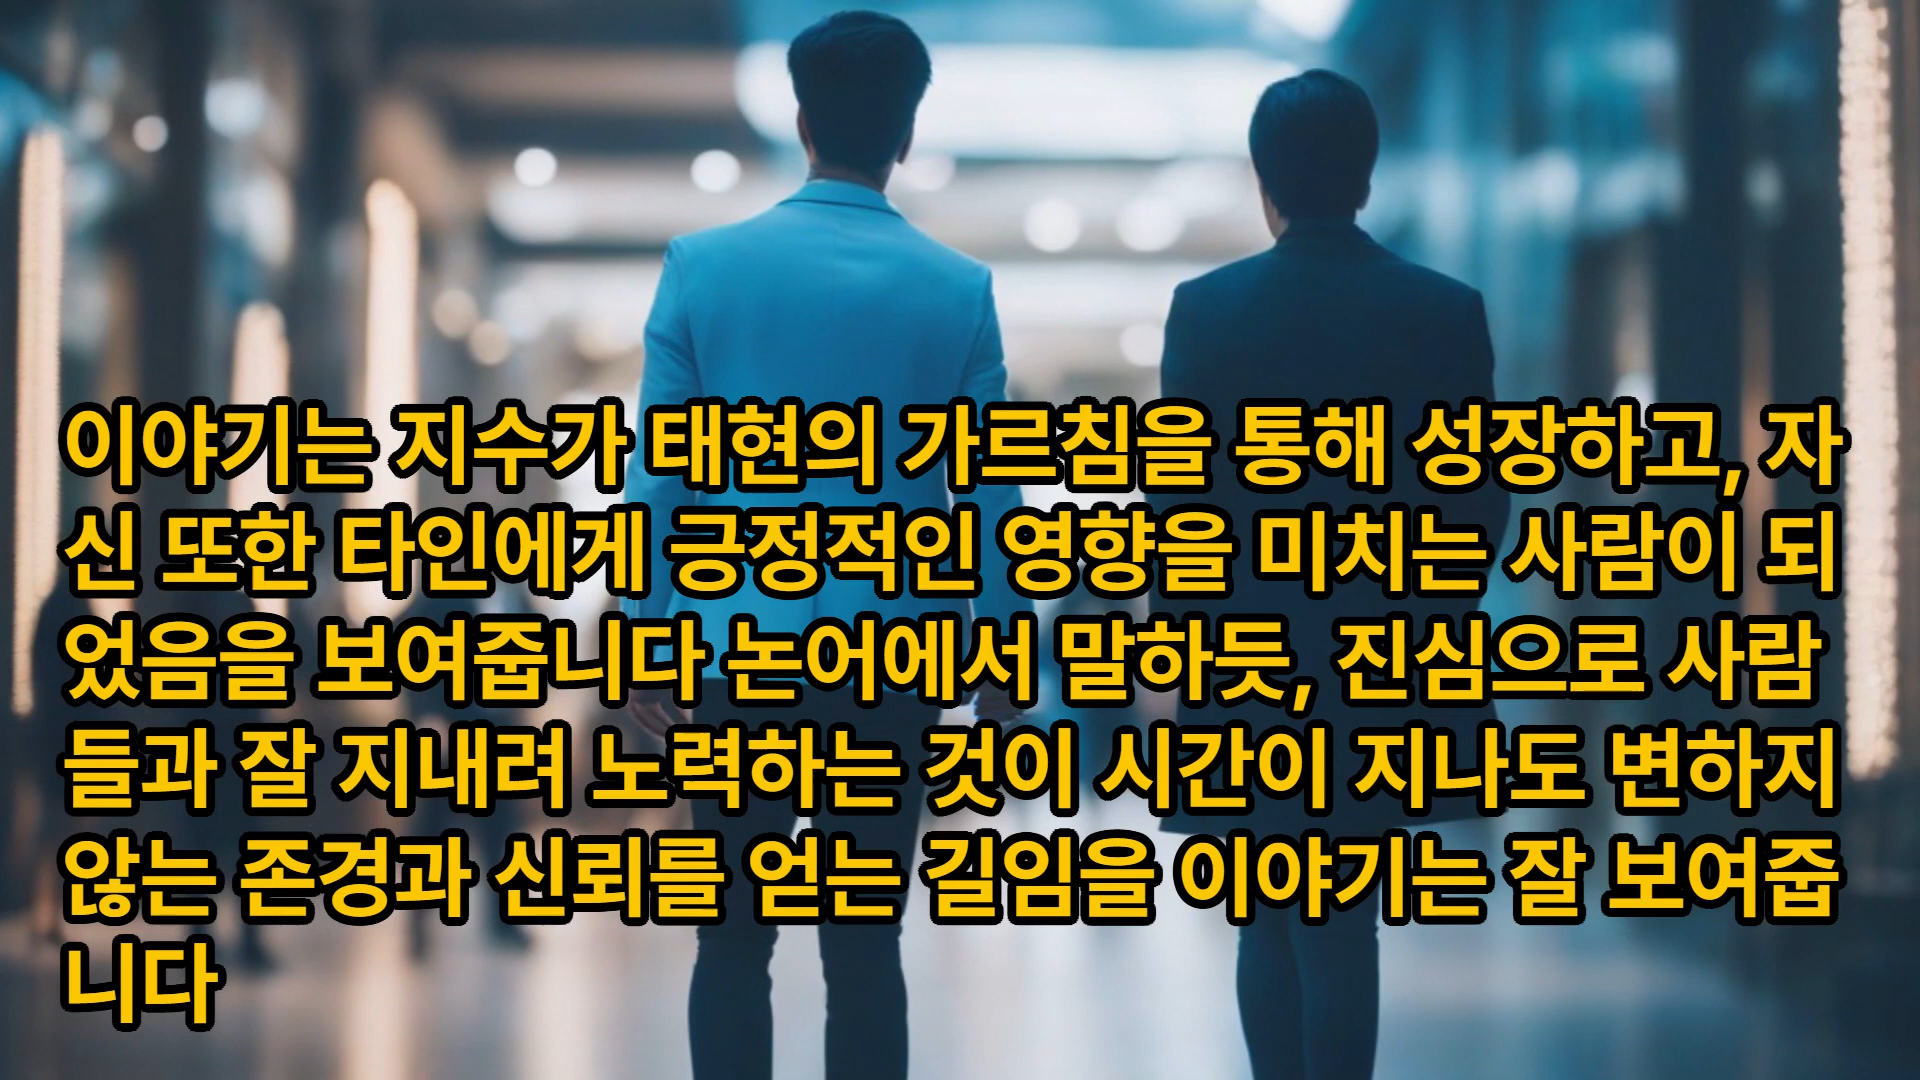 이야기는 지수가 태현의 가르침을 통해 성장하고, 자
신 또한 타인에게 긍정적인 영향을 미치는 사람이 되
었음을 보여줍니다 논어에서 말하듯, 진심으로 사람
들과 잘 지내려 노력하는 것이 시간이 지나도 변하지
않는 존경과 신뢰를 얻는 길임을 이야기는 잘 보여줍
니다